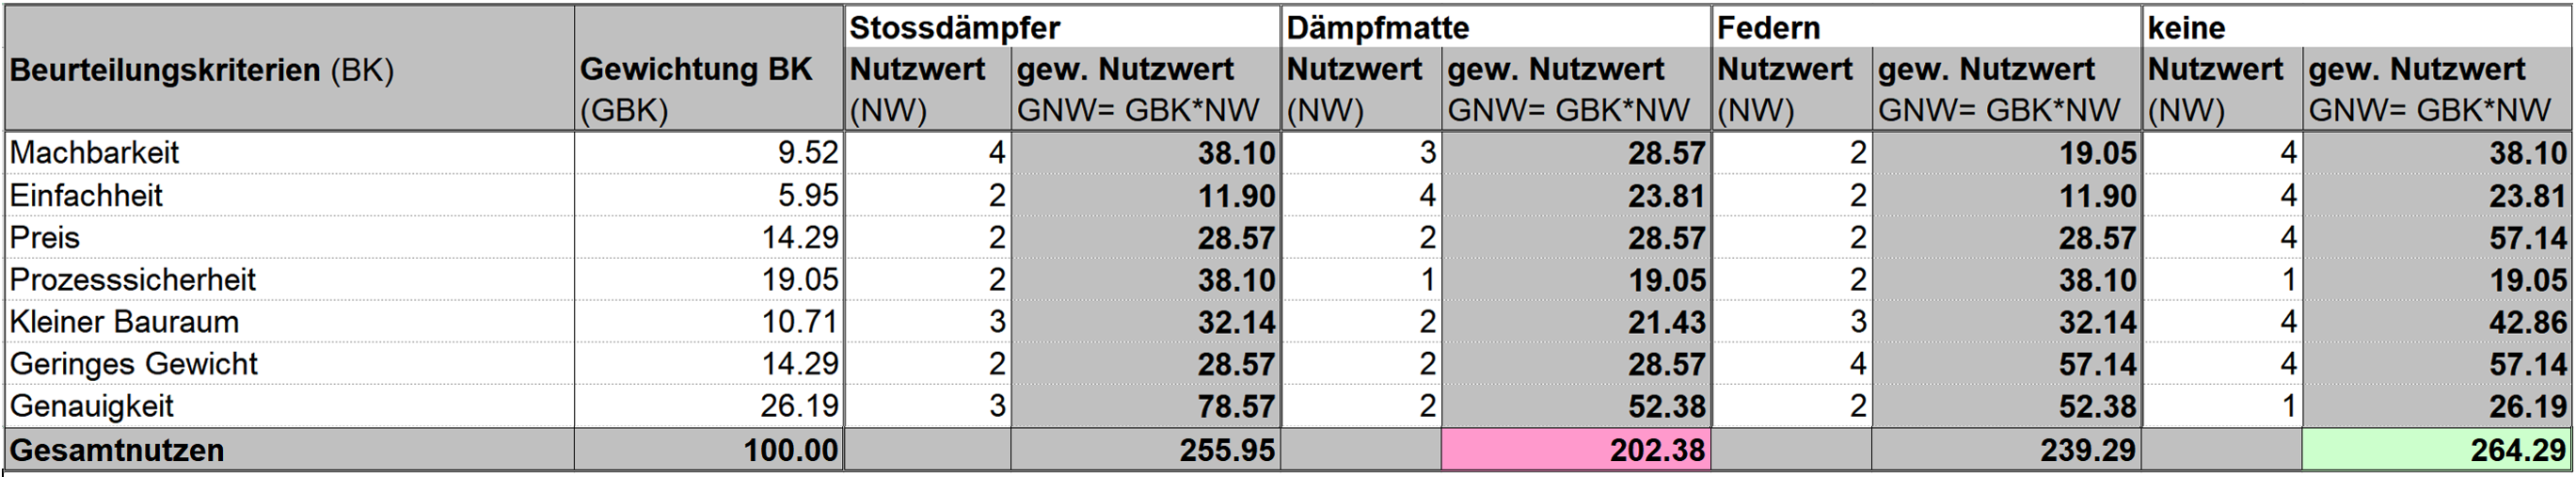 Stossdämpfer Dämpfmatte Federn keine
Beurteilungskriterien (BK) Gewichtung BK Nutzwert gew. Nutzwert Nutzwert gew. Nutzwert Nutzwert gew. Nutzwert Nutzwert gew. Nutzwert
(GBK) (NW) GNW= GBK*NW (NW) GNW= GBK*NW (NW) GNW= GBK*NW (NW) GNW= GBK*NW
Machbarkeit 9.52 4 38.10 3 28.57 2 19.05 4 38.10
Einfachheit 5.95 2 11.90 4 23.81 2 11.90 4 23.81
Preis 14.29 2 28.57 2 28.57 2 28.57 4 57.14
Prozesssicherheit 19.05 2 38.10 1 19.05 2 38.10 1 19.05
Kleiner Bauraum 10.71 3 32.14 2 21.43 3 32.14 4 42.86
Geringes Gewicht 14.29 2 28.57 2 28.57 4 57.14 4 57.14
Genauigkeit 26.19 3 78.57 2 52.38 2 52.38 1 26.19
Gesamtnutzen 100.00 255.95 202.38 239.29 264.29